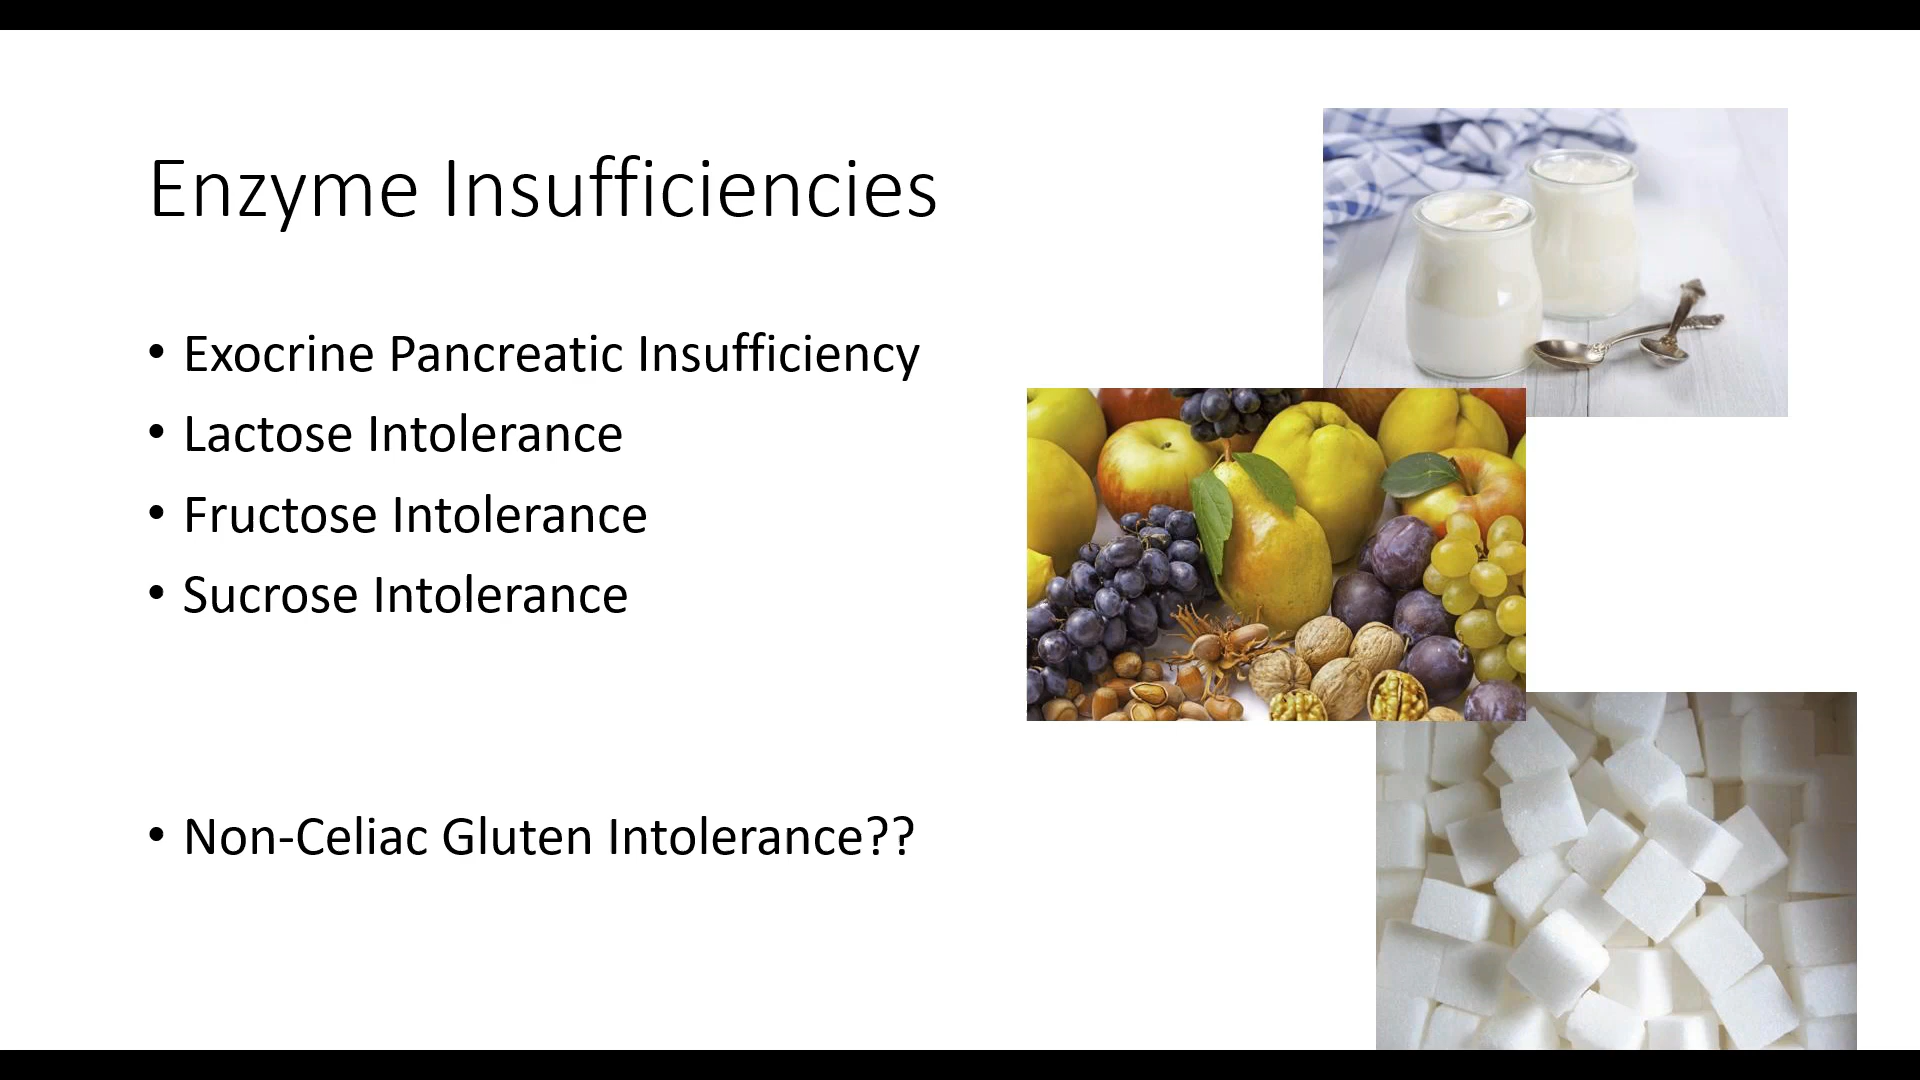 Enzyme Insufficiencies
• Exocrine Pancreatic Insufficiency
• Lactose Intolerance
• Fructose Intolerance
• Sucrose Intolerance
• Non-Celiac Gluten Intolerance??